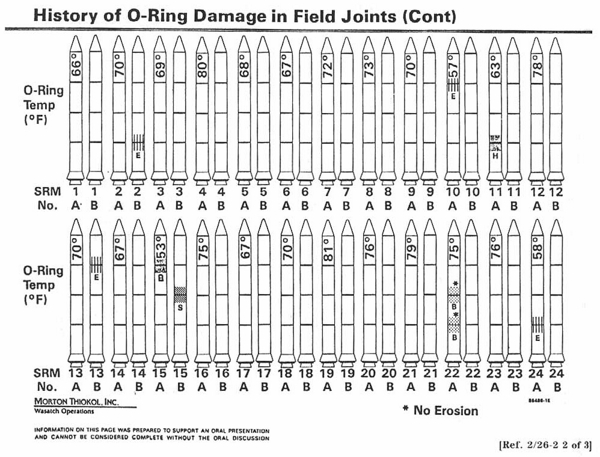 History of O-Ring Damage in Field Joints (Cont)
O-Ring
Temp
(°F)
66° 70° 69° 80° 68° 67° 72° 73° 70° 57° 63° 78°
E E H
SRM 1 1 2 2 3 3 4 4 5 5 6 6 7 7 8 8 9 9 10 10 11 11 12 12
No. A B A B A B A B A B A B A B A B A B A B A B A B
O-Ring
Temp
(°F)
70° 67° 53° 75° 67° 70° 81° 76° 79° 75° 76° 58°
E B S * B * B E
SRM 13 13 14 14 15 15 16 16 17 17 18 18 19 19 20 20 21 21 22 22 23 23 24 24
No. A B A B A B A B A B A B A B A B A B A B A B A B
MORTON THIOKOL, INC.
Wasatch Operations
* No Erosion
INFORMATION ON THIS PAGE WAS PREPARED TO SUPPORT AN ORAL PRESENTATION
AND CANNOT BE CONSIDERED COMPLETE WITHOUT THE ORAL DISCUSSION
[Ref. 2/26-2 2 of 3]